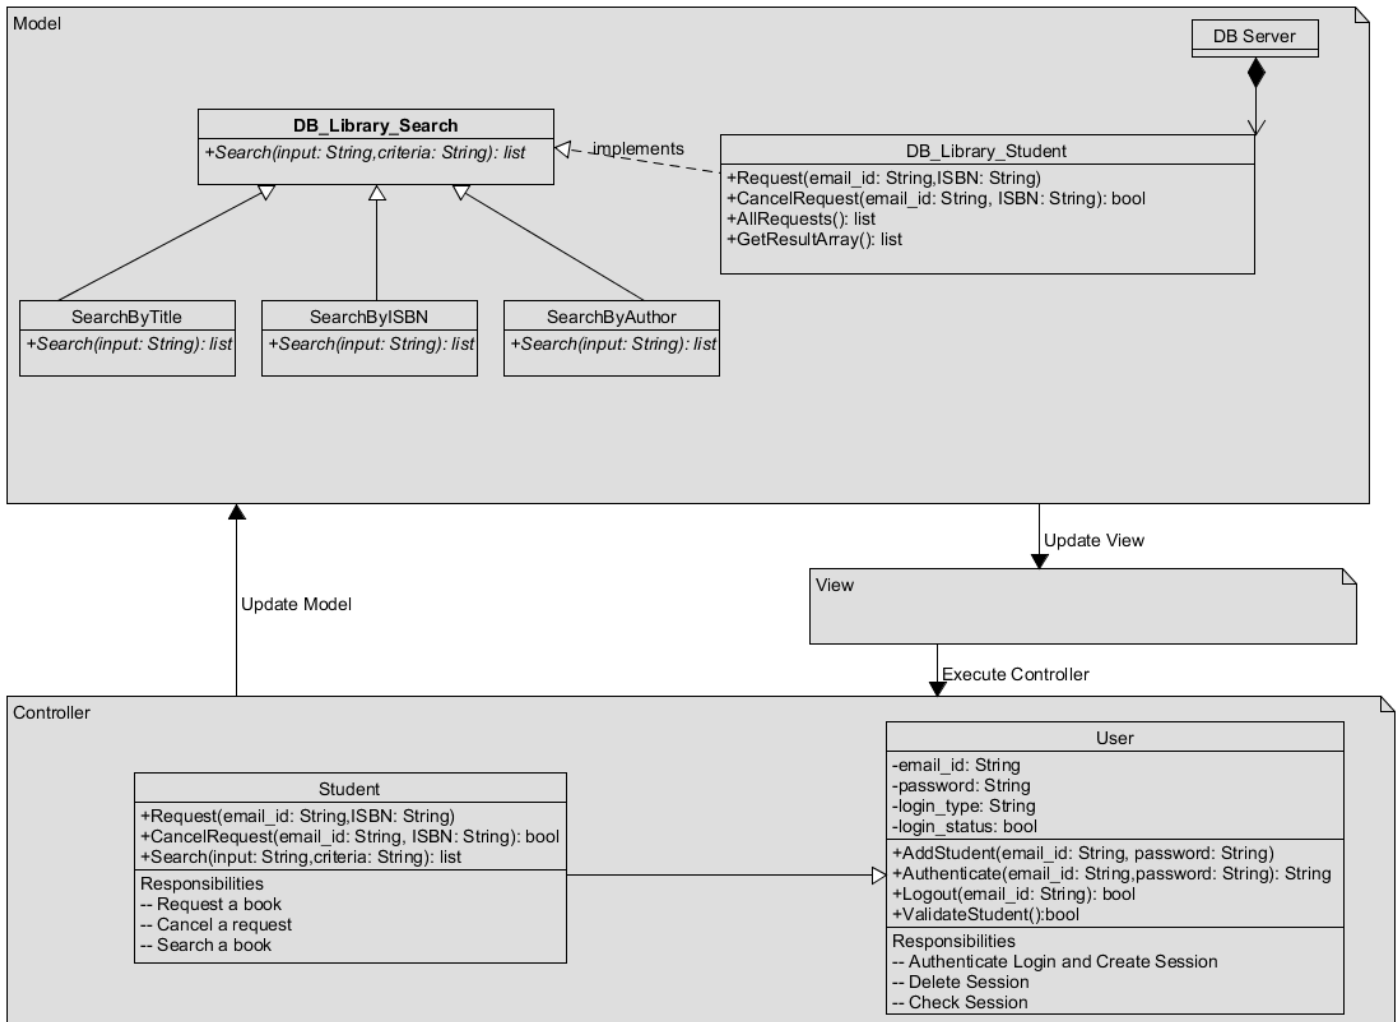 Model
DB Server
DB_Library_Search
+Search(input: String,criteria: String): list
implements
DB_Library_Student
+Request(email_id: String,ISBN: String)
+CancelRequest(email_id: String, ISBN: String): bool
+AllRequests(): list
+GetResultArray(): list
SearchByTitle
+Search(input: String): list
SearchByISBN
+Search(input: String): list
SearchByAuthor
+Search(input: String): list
Update View
View
Update Model
Execute Controller
Controller
Student
+Request(email_id: String,ISBN: String)
+CancelRequest(email_id: String, ISBN: String): bool
+Search(input: String,criteria: String): list
Responsibilities
-- Request a book
-- Cancel a request
-- Search a book
User
-email_id: String
-password: String
-login_type: String
-login_status: bool
+AddStudent(email_id: String, password: String)
+Authenticate(email_id: String,password: String): String
+Logout(email_id: String): bool
+ValidateStudent():bool
Responsibilities
-- Authenticate Login and Create Session
-- Delete Session
-- Check Session